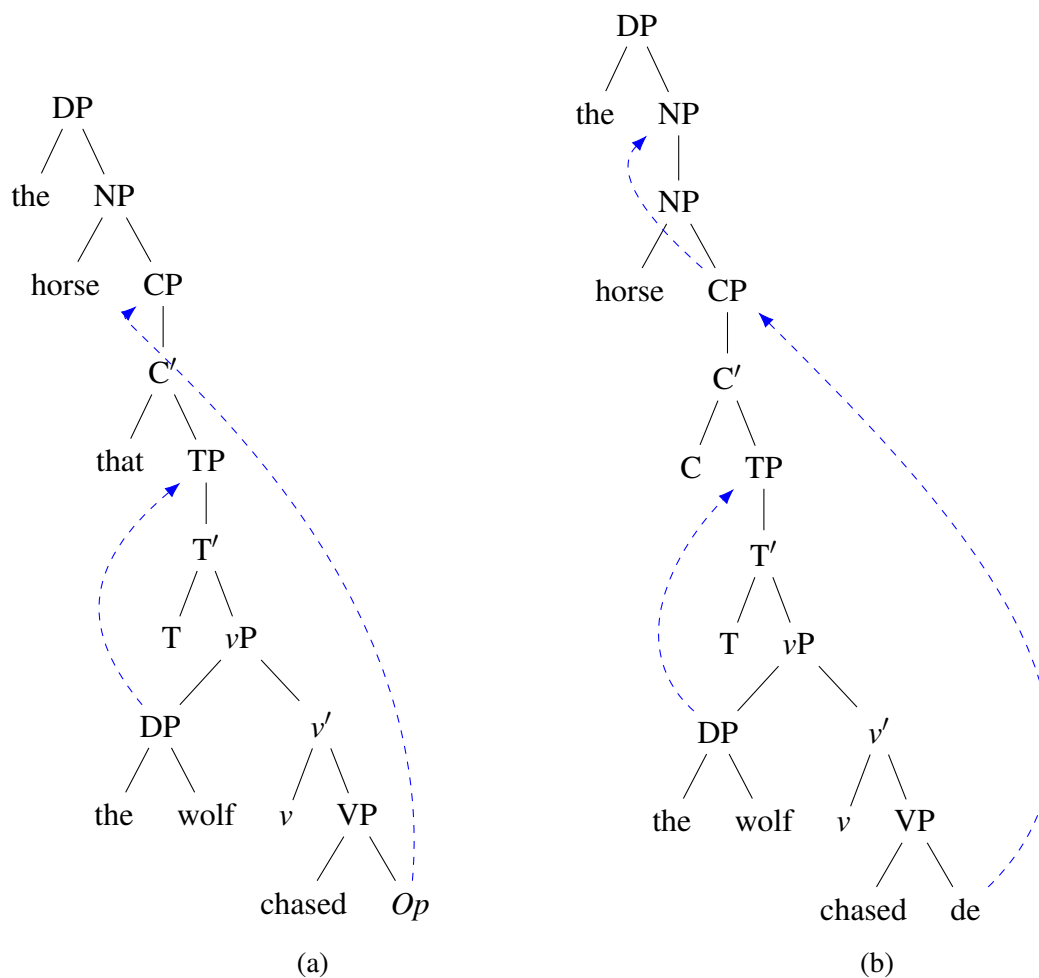 DP
the NP
horse CP
C′
that TP
T′
T vP
DP v′
the wolf v VP
chased Op
(a)
DP
the NP
NP
horse CP
C′
C TP
T′
T vP
DP v′
the wolf v VP
chased de
(b)